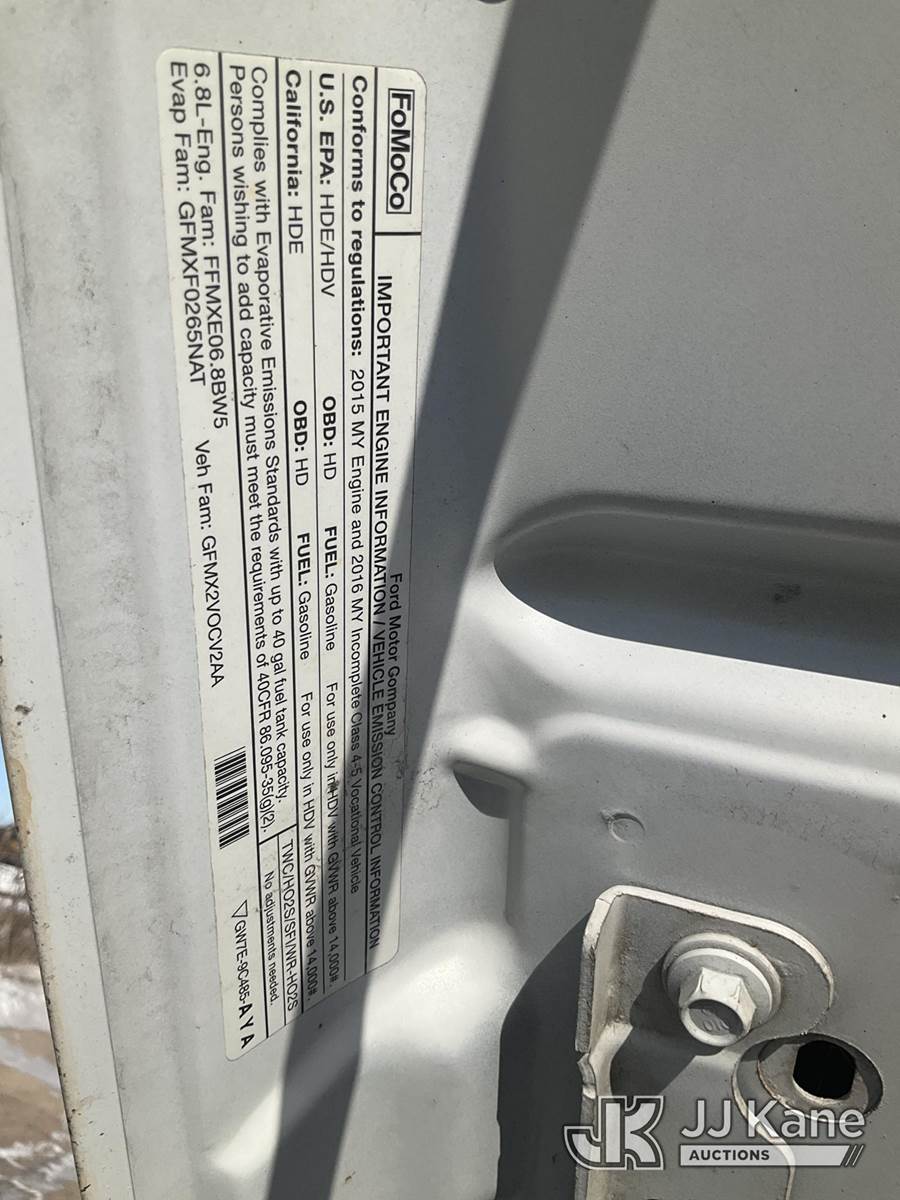 FoMoCo
Ford Motor Company
IMPORTANT ENGINE INFORMATION / VEHICLE EMISSION CONTROL INFORMATION
Conforms to regulations: 2015 MY Engine and 2016 MY Incomplete Class 4-5 Vocational Vehicle
U.S. EPA: HDE/HDV OBD: HD FUEL: Gasoline For use only in HDV with GVWR above 14,000#.
California: HDE OBD: HD FUEL: Gasoline For use only in HDV with GVWR above 14,000#.
Complies with Evaporative Emissions Standards with up to 40 gal fuel tank capacity.
Persons wishing to add capacity must meet the requirements of 40CFR 86.095-35(g)(2).
TWC/HO2S/SFI/WR-HO2S
No adjustments needed.
6.8L-Eng. Fam: FFMXE06.8BW5 Veh Fam: GFMX2VOCV2AA
Evap Fam: GFMXF0265NAT
GW7E-9C485-AYA
JK JJ Kane
AUCTIONS